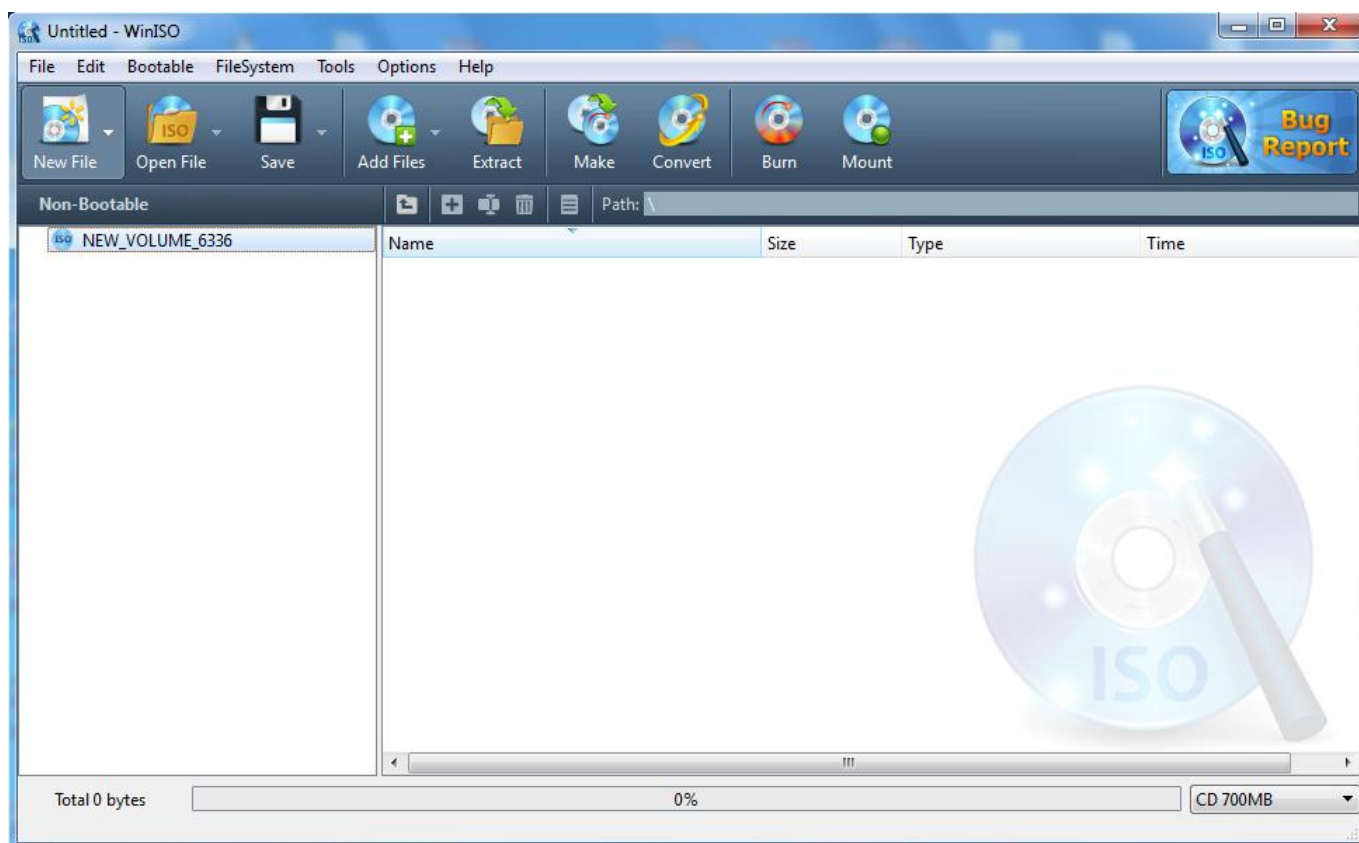 Untitled - WinISO
File Edit Bootable FileSystem Tools Options Help
New File Open File Save Add Files Extract Make Convert Burn Mount
ISO
Bug
Report
Non-Bootable
Path: \
NEW_VOLUME_6336
Name Size Type Time
ISO
Total 0 bytes
0%
CD 700MB